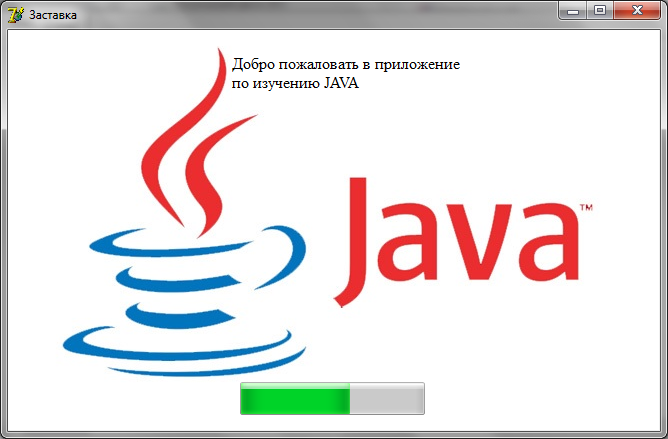 Заставка
Добро пожаловать в приложение
по изучению JAVA
Java™